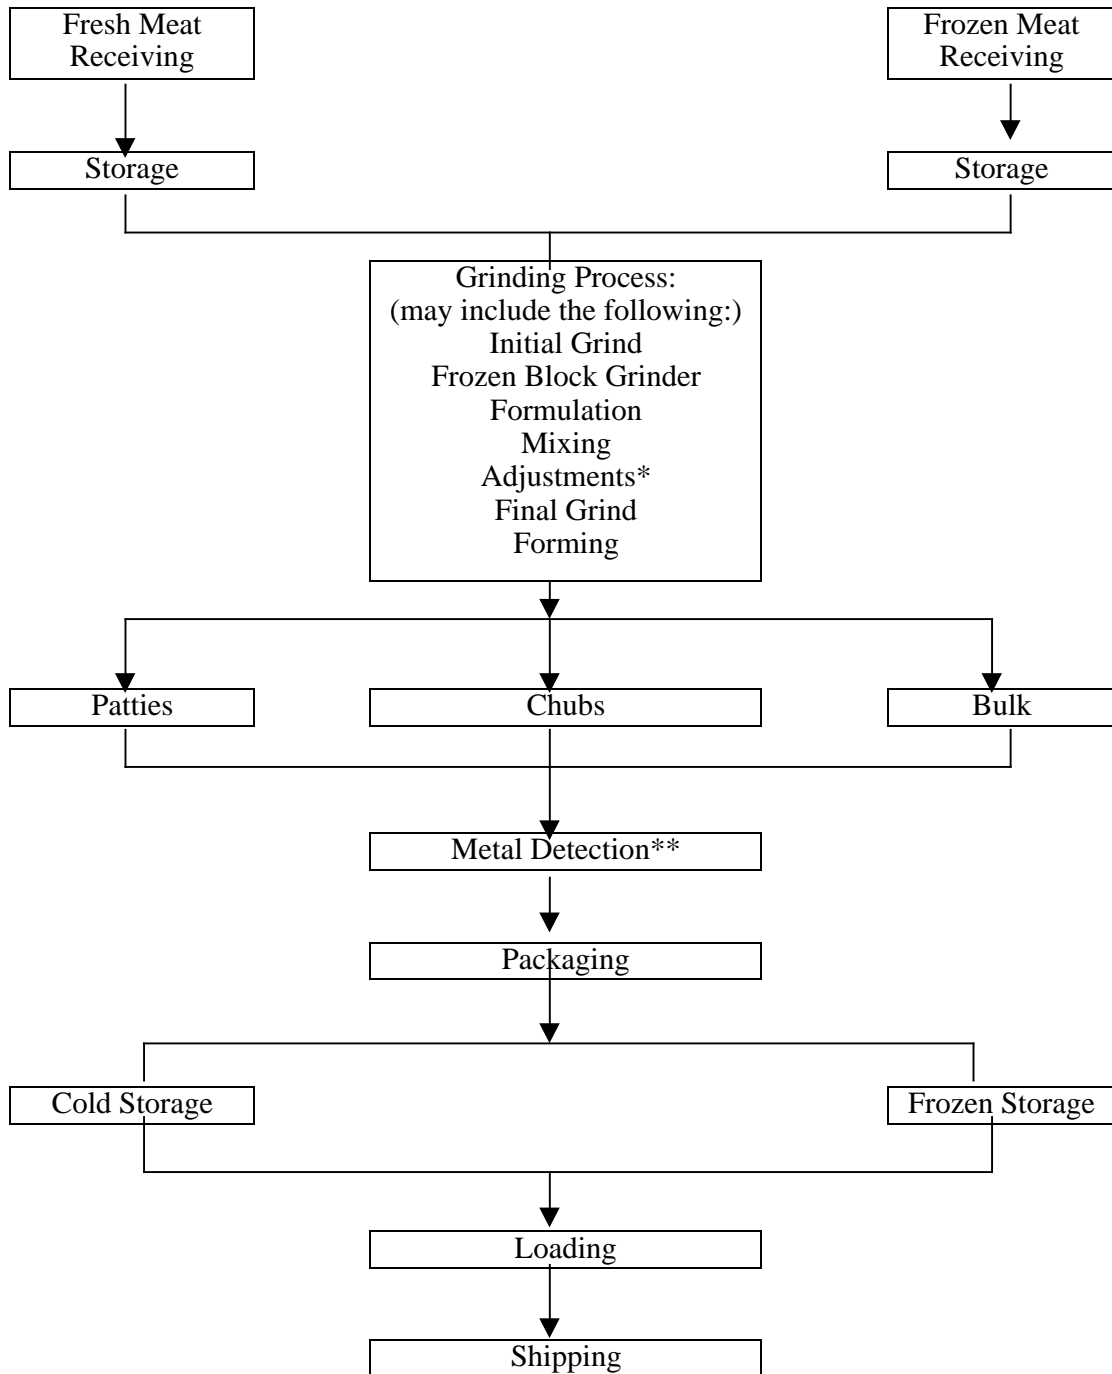 Fresh Meat
Receiving
Frozen Meat
Receiving
Storage
Storage
Grinding Process:
(may include the following:)
Initial Grind
Frozen Block Grinder
Formulation
Mixing
Adjustments*
Final Grind
Forming
Patties
Chubs
Bulk
Metal Detection**
Packaging
Cold Storage
Frozen Storage
Loading
Shipping